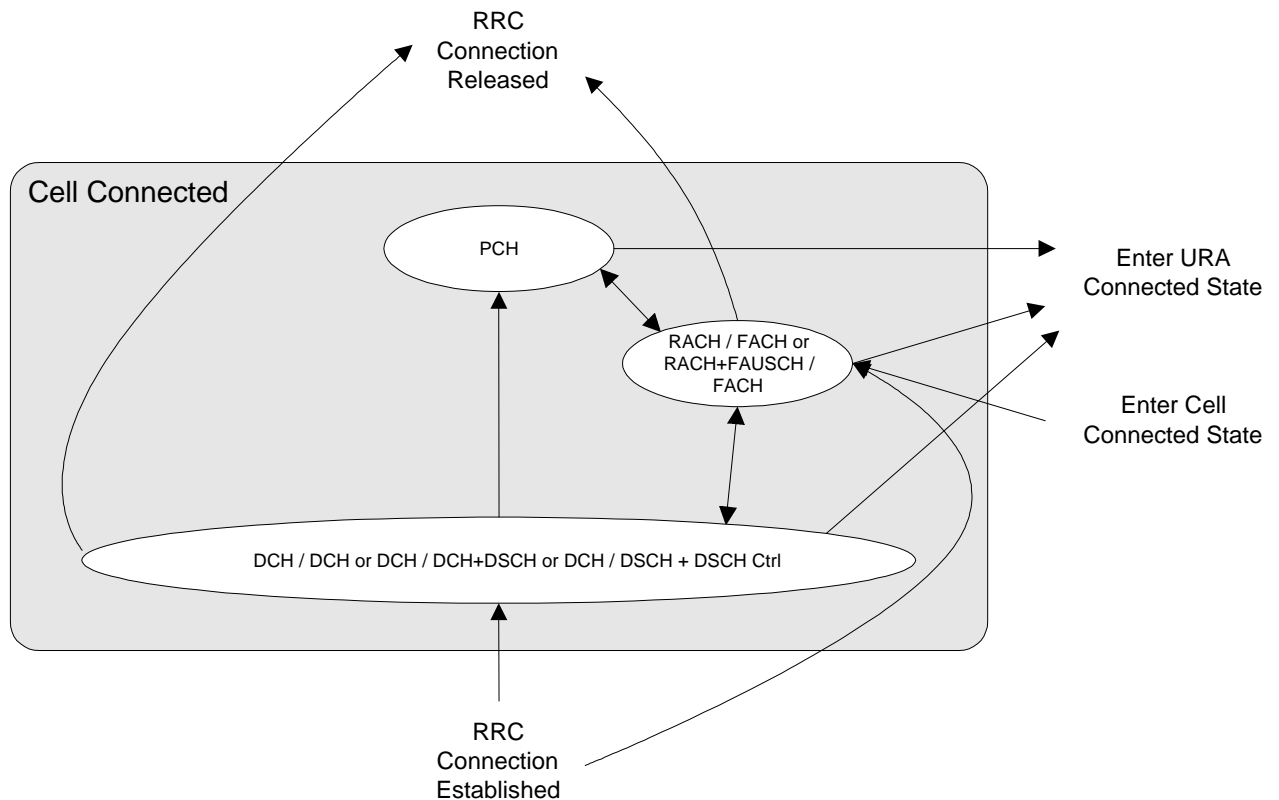 RRC
Connection
Released
Cell Connected
PCH
Enter URA
Connected State
RACH / FACH or
RACH+FAUSCH /
FACH
Enter Cell
Connected State
DCH / DCH or DCH / DCH+DSCH or DCH / DSCH + DSCH Ctrl
RRC
Connection
Established